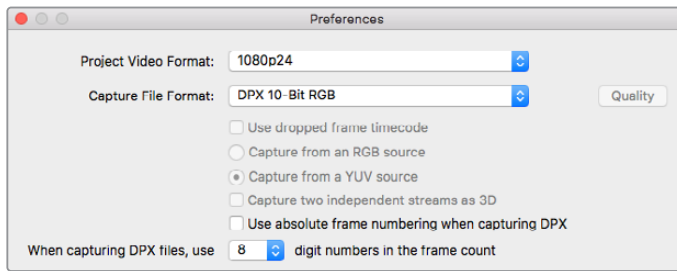 Preferences
Project Video Format: 1080p24
Capture File Format: DPX 10-Bit RGB Quality
Use dropped frame timecode
Capture from an RGB source
Capture from a YUV source
Capture two independent streams as 3D
Use absolute frame numbering when capturing DPX
When capturing DPX files, use 8 digit numbers in the frame count